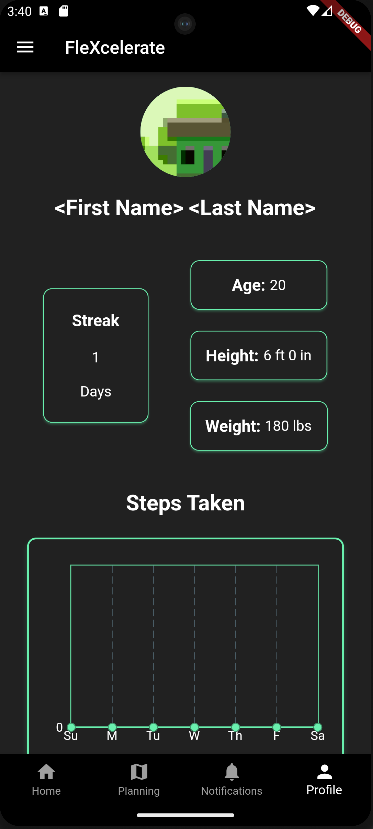 3:40
DEBUG
FleXcelerate
<First Name> <Last Name>
Streak
1
Days
Age: 20
Height: 6 ft 0 in
Weight: 180 lbs
Steps Taken
0
Su M Tu W Th F Sa
Home Planning Notifications Profile